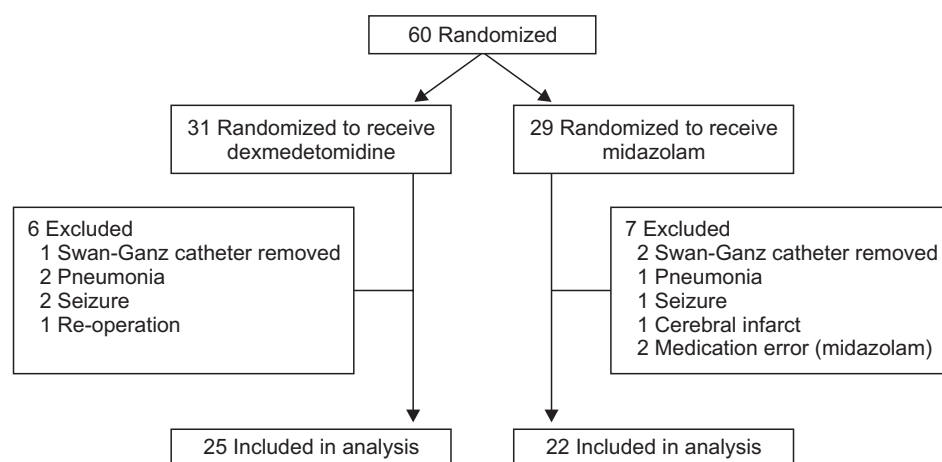 60 Randomized
31 Randomized to receive
dexmedetomidine
29 Randomized to receive
midazolam
6 Excluded
1 Swan-Ganz catheter removed
2 Pneumonia
2 Seizure
1 Re-operation
7 Excluded
2 Swan-Ganz catheter removed
1 Pneumonia
1 Seizure
1 Cerebral infarct
2 Medication error (midazolam)
25 Included in analysis
22 Included in analysis